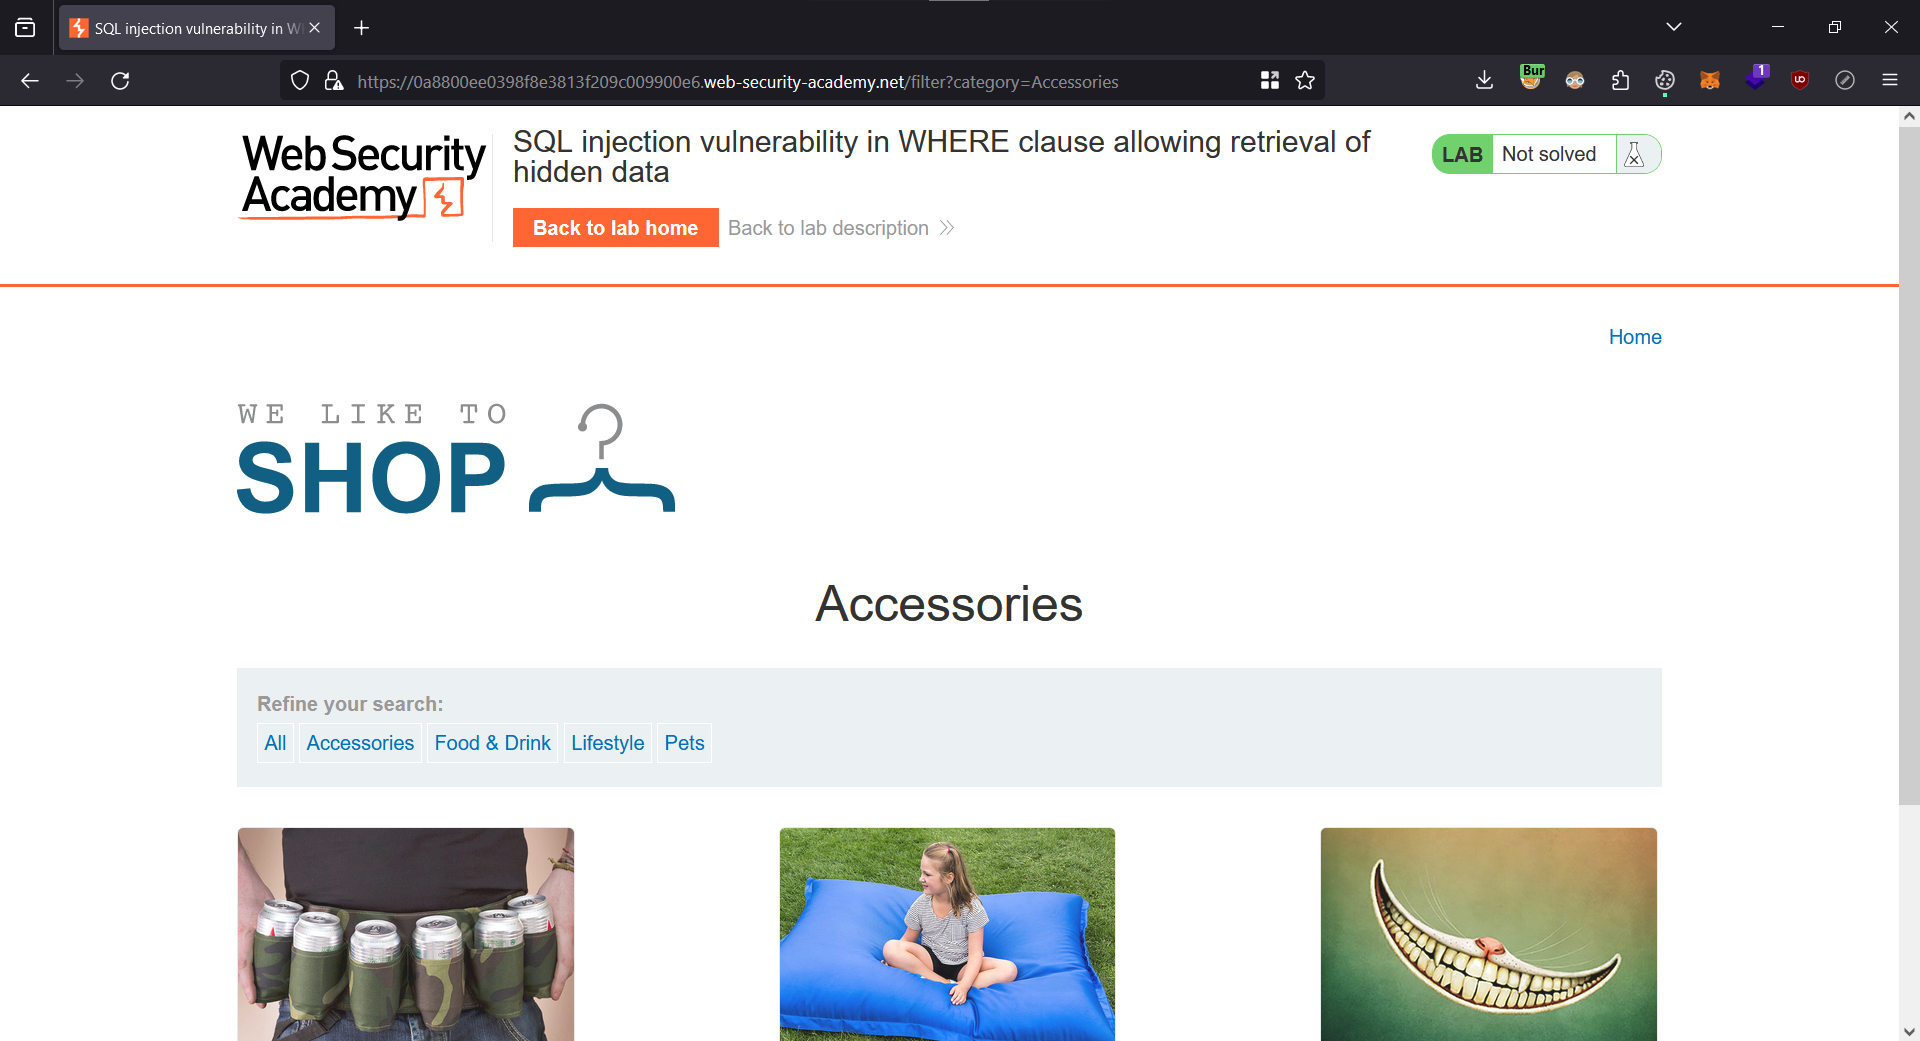 SQL injection vulnerability in W
https://0a8800ee0398f8e3813f209c009900e6.web-security-academy.net/filter?category=Accessories
Bur
1
Web Security
Academy
SQL injection vulnerability in WHERE clause allowing retrieval of
hidden data
LAB Not solved
Back to lab home Back to lab description
Home
WE LIKE TO
SHOP
Accessories
Refine your search:
All Accessories Food & Drink Lifestyle Pets